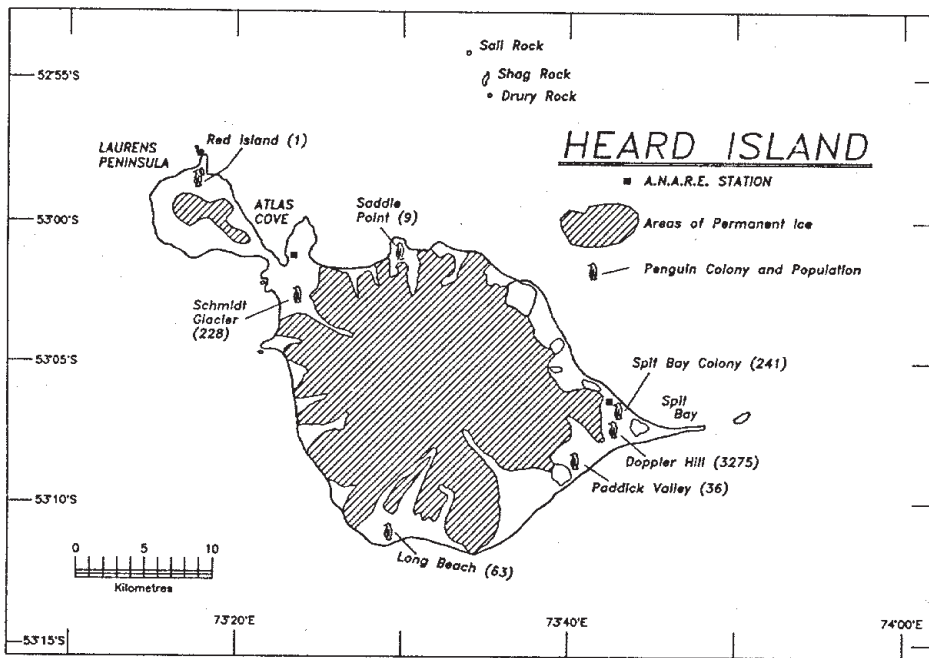 Sail Rock
52°55'S
Shag Rock
Drury Rock
HEARD ISLAND
LAURENS
PENINSULA
Red Island (1)
A.N.A.R.E. STATION
53°00'S
ATLAS
COVE
Saddle
Point (9)
Areas of Permanent Ice
Penguin Colony and Population
Schmidt
Glacier
(228)
53°05'S
Spit Bay Colony (241)
Spit
Bay
Doppler Hill (3275)
Paddick Valley (36)
53°10'S
Long Beach (63)
0 5 10
Kilometres
73°20'E
73°40'E
74°00'E
53°15'S